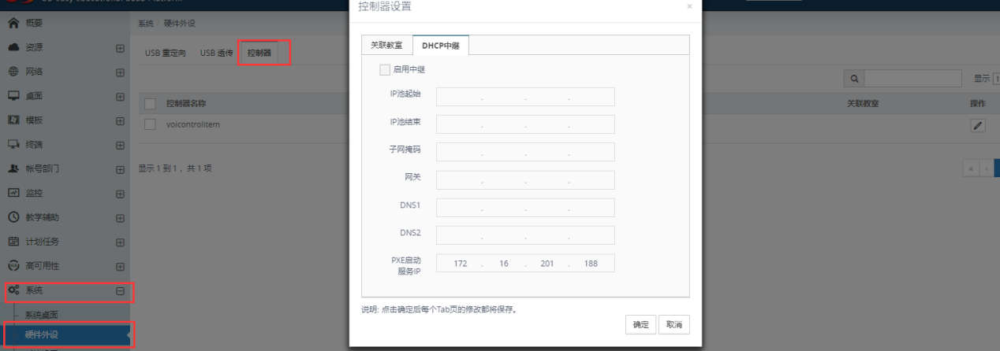 控制器设置 ×
概要
系统 / 硬件外设
资源
关联教室 DHCP中继
USB 重定向 USB 透传 控制器
启用中继
网络
显示 1
IP池起始 . . .
桌面
控制器名称 关联教室 操作
模板
voicontrolitem
IP池结束 . . .
终端
子网掩码 . . .
帐号部门
显示 1 到 1 ，共 1 项
« ‹
网关 . . .
监控
DNS1 . . .
教学辅助
DNS2 . . .
计划任务
PXE启动
服务IP
172 . 16 . 201 . 188
高可用性
系统
说明: 点击确定后每个Tab页的修改都将保存。
系统桌面
确定 取消
硬件外设